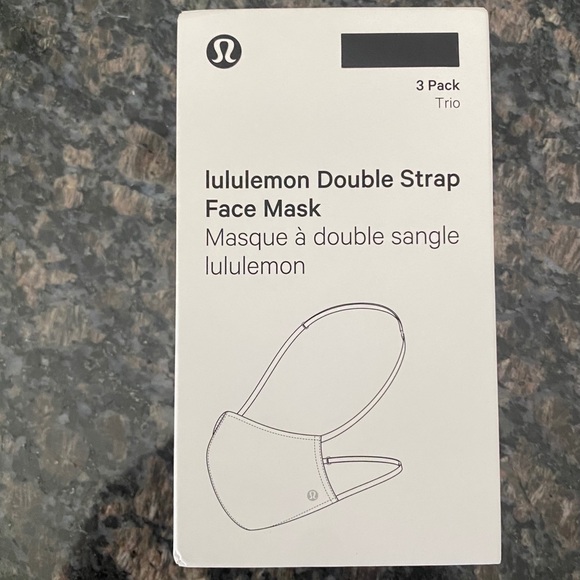 3 Pack
Trio
lululemon Double Strap
Face Mask
Masque à double sangle
lululemon